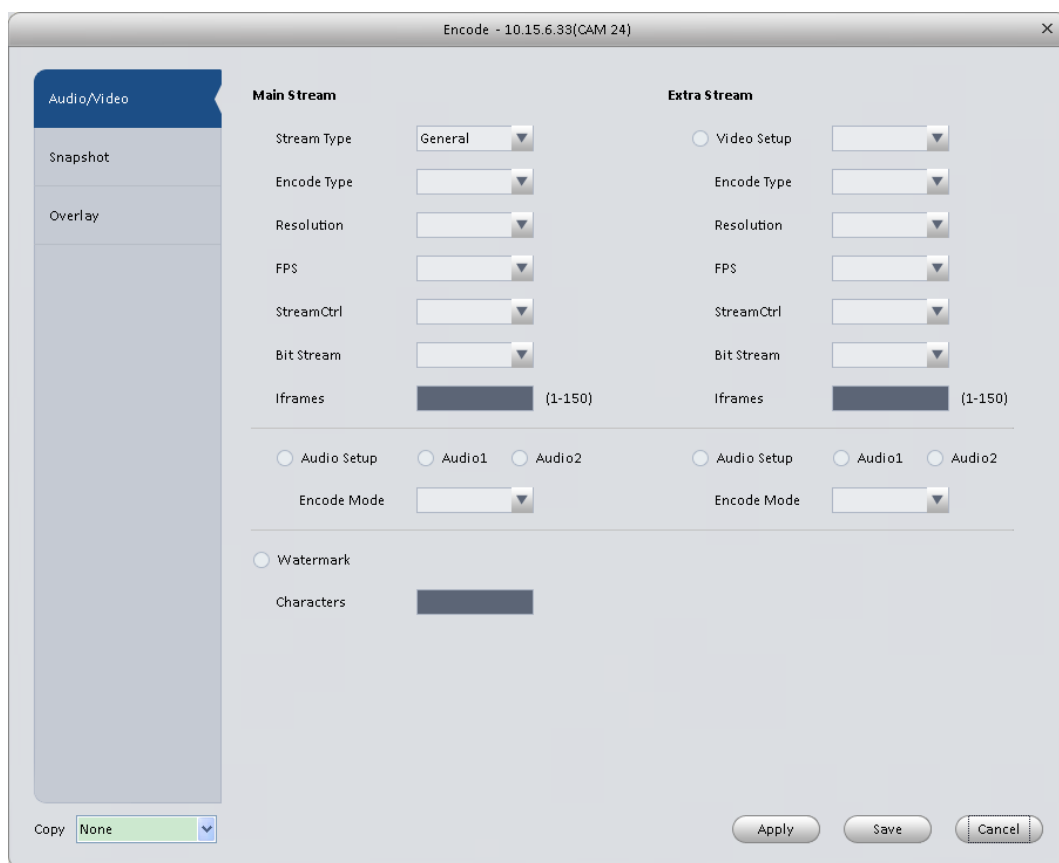 Encode - 10.15.6.33(CAM 24)
Audio/Video
Snapshot
Overlay
Main Stream
Stream Type General
Encode Type
Resolution
FPS
StreamCtrl
Bit Stream
Iframes (1-150)
Audio Setup Audio1 Audio2
Encode Mode
Watermark
Characters
Extra Stream
Video Setup
Encode Type
Resolution
FPS
StreamCtrl
Bit Stream
Iframes (1-150)
Audio Setup Audio1 Audio2
Encode Mode
Copy None
Apply Save Cancel